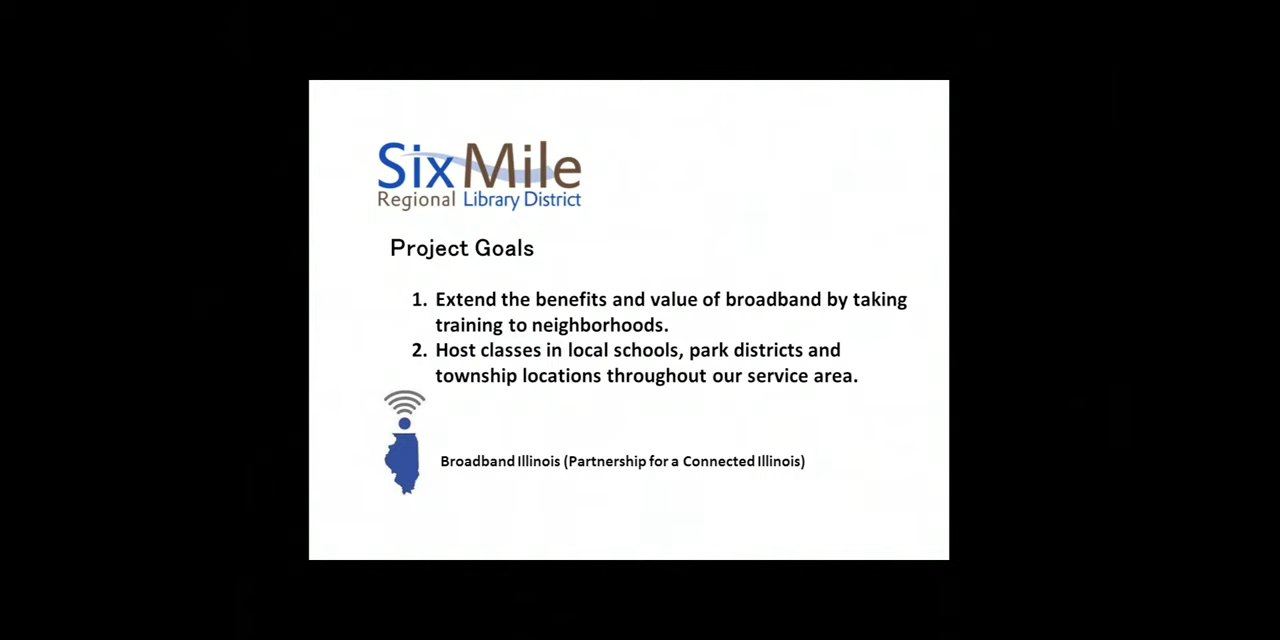 Six Mile
Regional Library District
Project Goals
1. Extend the benefits and value of broadband by taking
training to neighborhoods.
2. Host classes in local schools, park districts and
township locations throughout our service area.
Broadband Illinois (Partnership for a Connected Illinois)